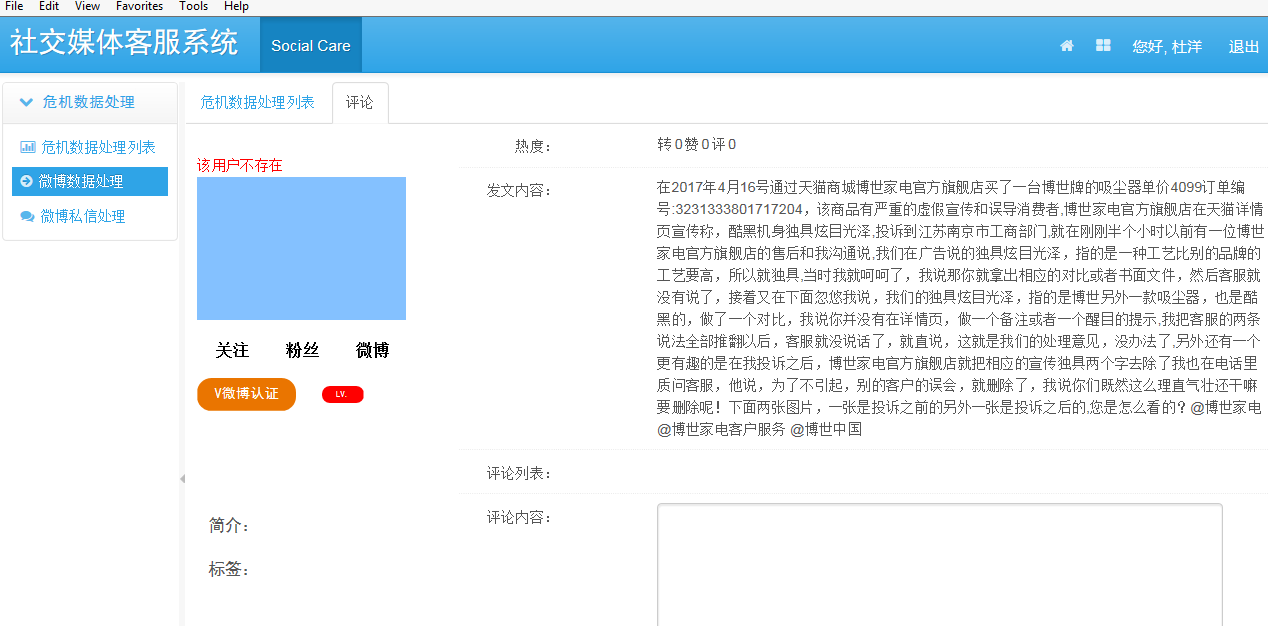 File Edit View Favorites Tools Help
社交媒体客服系统 Social Care 您好, 杜洋 退出
危机数据处理
危机数据处理列表
微博数据处理
微博私信处理
危机数据处理列表 评论
该用户不存在
关注 粉丝 微博
V微博认证 LV.
简介：
标签：
热度： 转0赞0评0
发文内容： 在2017年4月16号通过天猫商城博世家电官方旗舰店买了一台博世牌的吸尘器单价4099订单编
号:3231333801717204，该商品有严重的虚假宣传和误导消费者,博世家电官方旗舰店在天猫详情
页宣传称，酷黑机身独具炫目光泽,投诉到江苏南京市工商部门,就在刚刚半个小时以前有一位博世
家电官方旗舰店的售后和我沟通说,我们在广告说的独具炫目光泽，指的是一种工艺比别的品牌的
工艺要高，所以就独具,当时我就呵呵了，我说那你就拿出相应的对比或者书面文件，然后客服就
没有说了，接着又在下面忽悠我说，我们的独具炫目光泽，指的是博世另外一款吸尘器，也是酷
黑的，做了一个对比，我说你并没有在详情页，做一个备注或者一个醒目的提示,我把客服的两条
说法全部推翻以后，客服就没说话了，就直说，这就是我们的处理意见，没办法了,另外还有一个
更有趣的是在我投诉之后，博世家电官方旗舰店就把相应的宣传独具两个字去除了我也在电话里
质问客服，他说，为了不引起，别的客户的误会，就删除了，我说你们既然这么理直气壮还干嘛
要删除呢！下面两张图片，一张是投诉之前的另外一张是投诉之后的,您是怎么看的？@博世家电
@博世家电客户服务 @博世中国
评论列表：
评论内容：